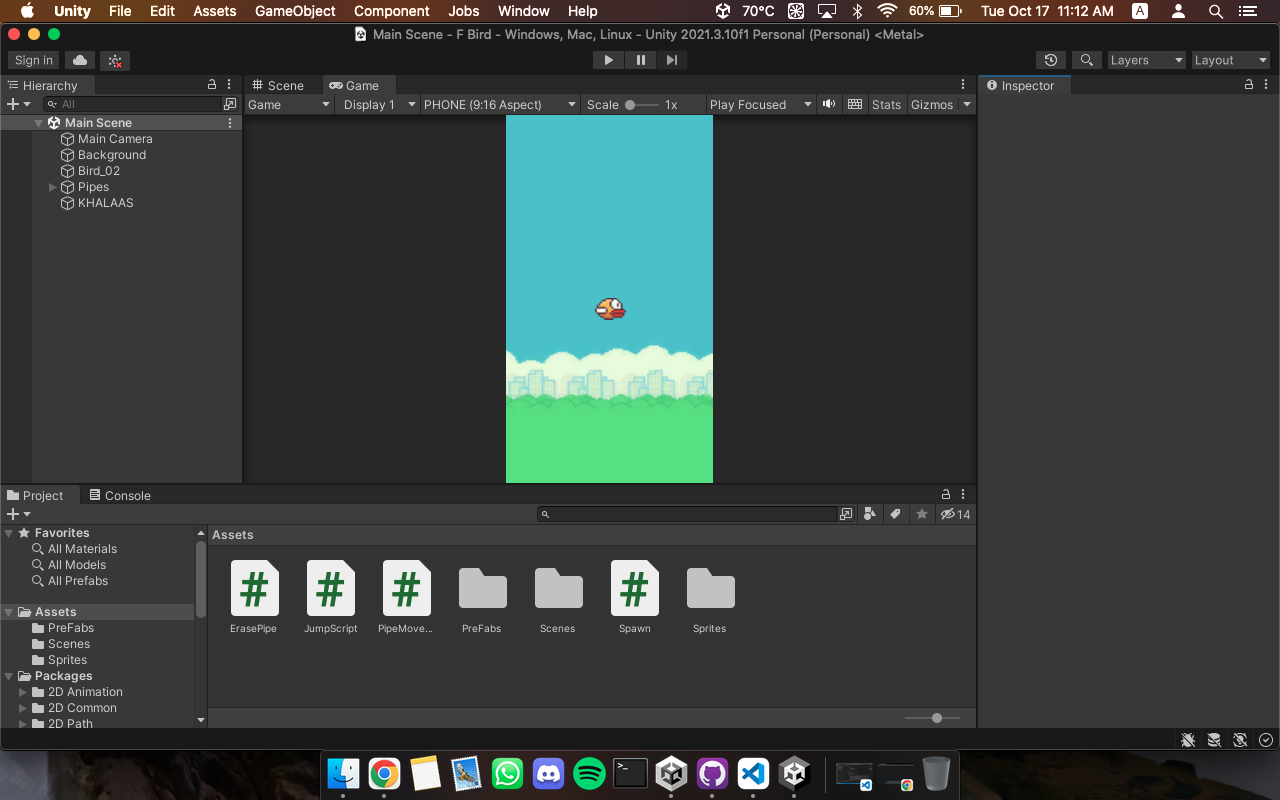 Unity File Edit Assets GameObject Component Jobs Window Help 70°C 60% Tue Oct 17 11:12 AM A
Main Scene - F Bird - Windows, Mac, Linux - Unity 2021.3.10f1 Personal (Personal) <Metal>
Sign in Layers Layout
Hierarchy Scene Game Inspector
All Game Display 1 PHONE (9:16 Aspect) Scale 1x Play Focused Stats Gizmos
Main Scene
Main Camera
Background
Bird_02
Pipes
KHALAAS
Project Console
14
Favorites
All Materials
All Models
All Prefabs
Assets
PreFabs
Scenes
Sprites
Packages
2D Animation
2D Common
2D Path
Assets
ErasePipe JumpScript PipeMove... PreFabs Scenes Spawn Sprites